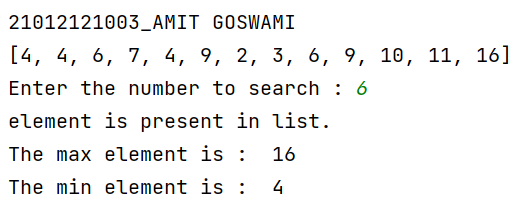 21012121003_AMIT GOSWAMI
[4, 4, 6, 7, 4, 9, 2, 3, 6, 9, 10, 11, 16]
Enter the number to search : 6
element is present in list.
The max element is :  16
The min element is :  4